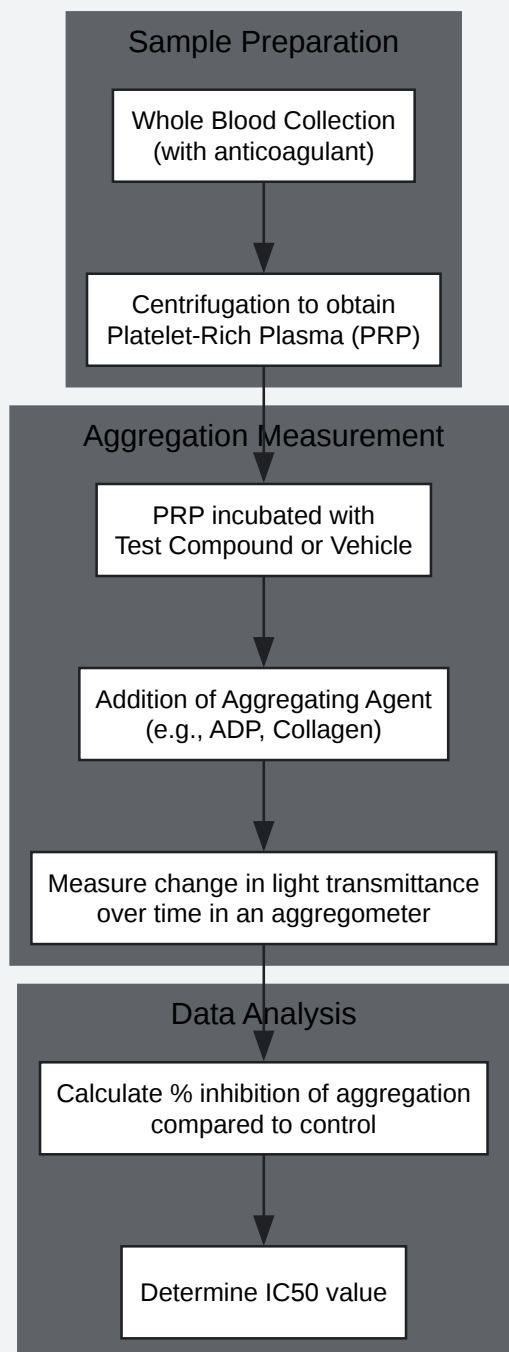 Sample Preparation
Whole Blood Collection
(with anticoagulant)
Centrifugation to obtain
Platelet-Rich Plasma (PRP)
Aggregation Measurement
PRP incubated with
Test Compound or Vehicle
Addition of Aggregating Agent
(e.g., ADP, Collagen)
Measure change in light transmittance
over time in an aggregometer
Data Analysis
Calculate % inhibition of aggregation
compared to control
Determine IC50 value